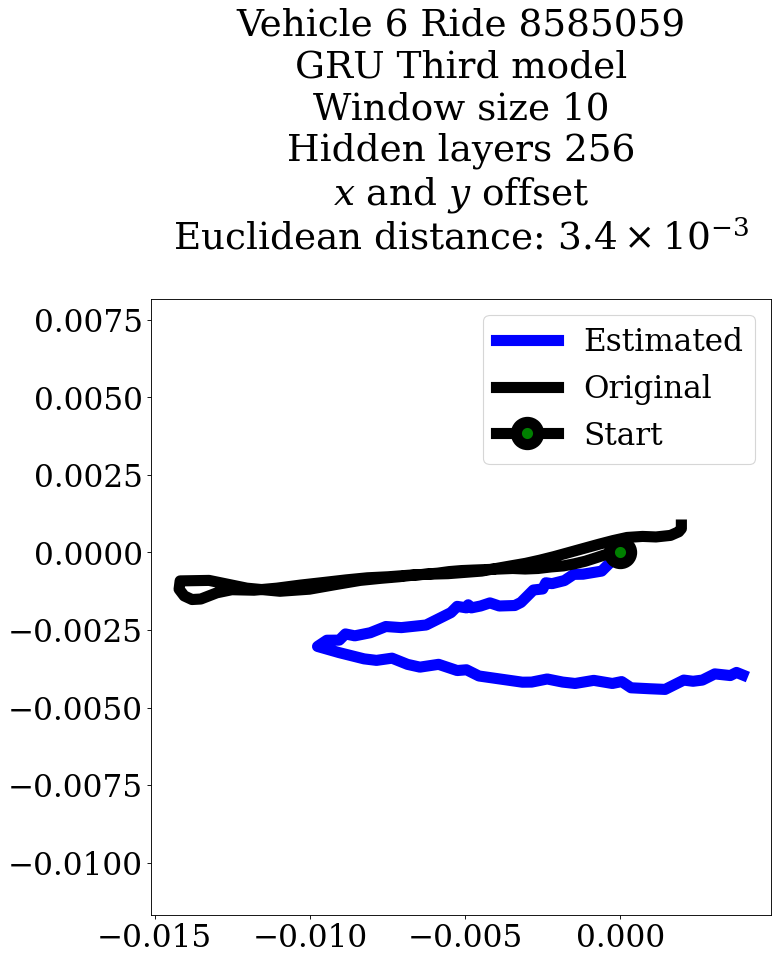 Vehicle 6 Ride 8585059
GRU Third model
Window size 10
Hidden layers 256
x and y offset
Euclidean distance: 3.4 × 10⁻³
Estimated
Original
Start
0.0075
0.0050
0.0025
0.0000
−0.0025
−0.0050
−0.0075
−0.0100
−0.015 −0.010 −0.005 0.000